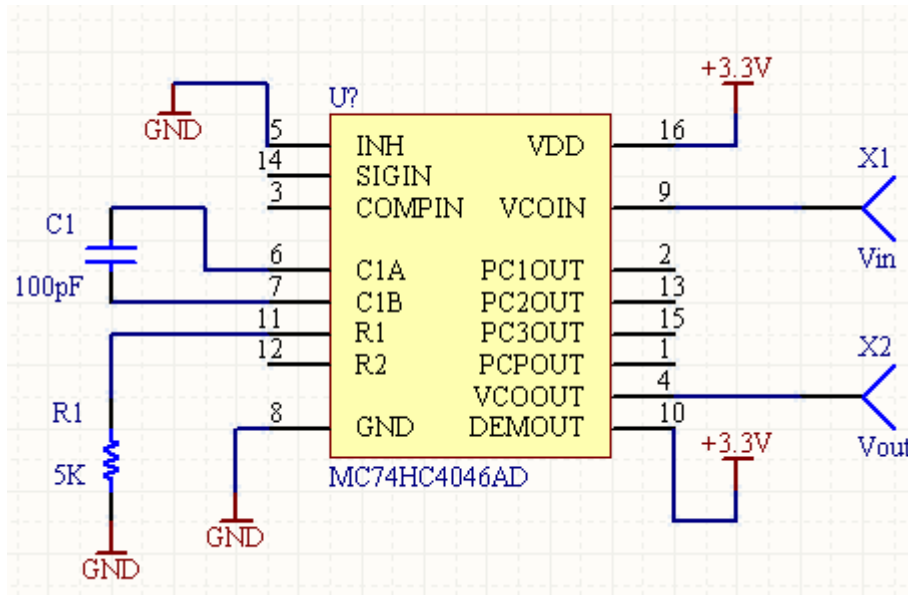 +3.3V
U?
GND
5
INH
VDD
16
14
SIGIN
X1
3
COMPIN
VCOIN
9
C1
Vin
6
C1A
PC1OUT
2
100pF
7
C1B
PC2OUT
13
11
R1
PC3OUT
15
12
R2
PCPOUT
1
X2
VCOOUT
4
R1
8
GND
DEMOUT
10
+3.3V
Vout
5K
MC74HC4046AD
GND
GND